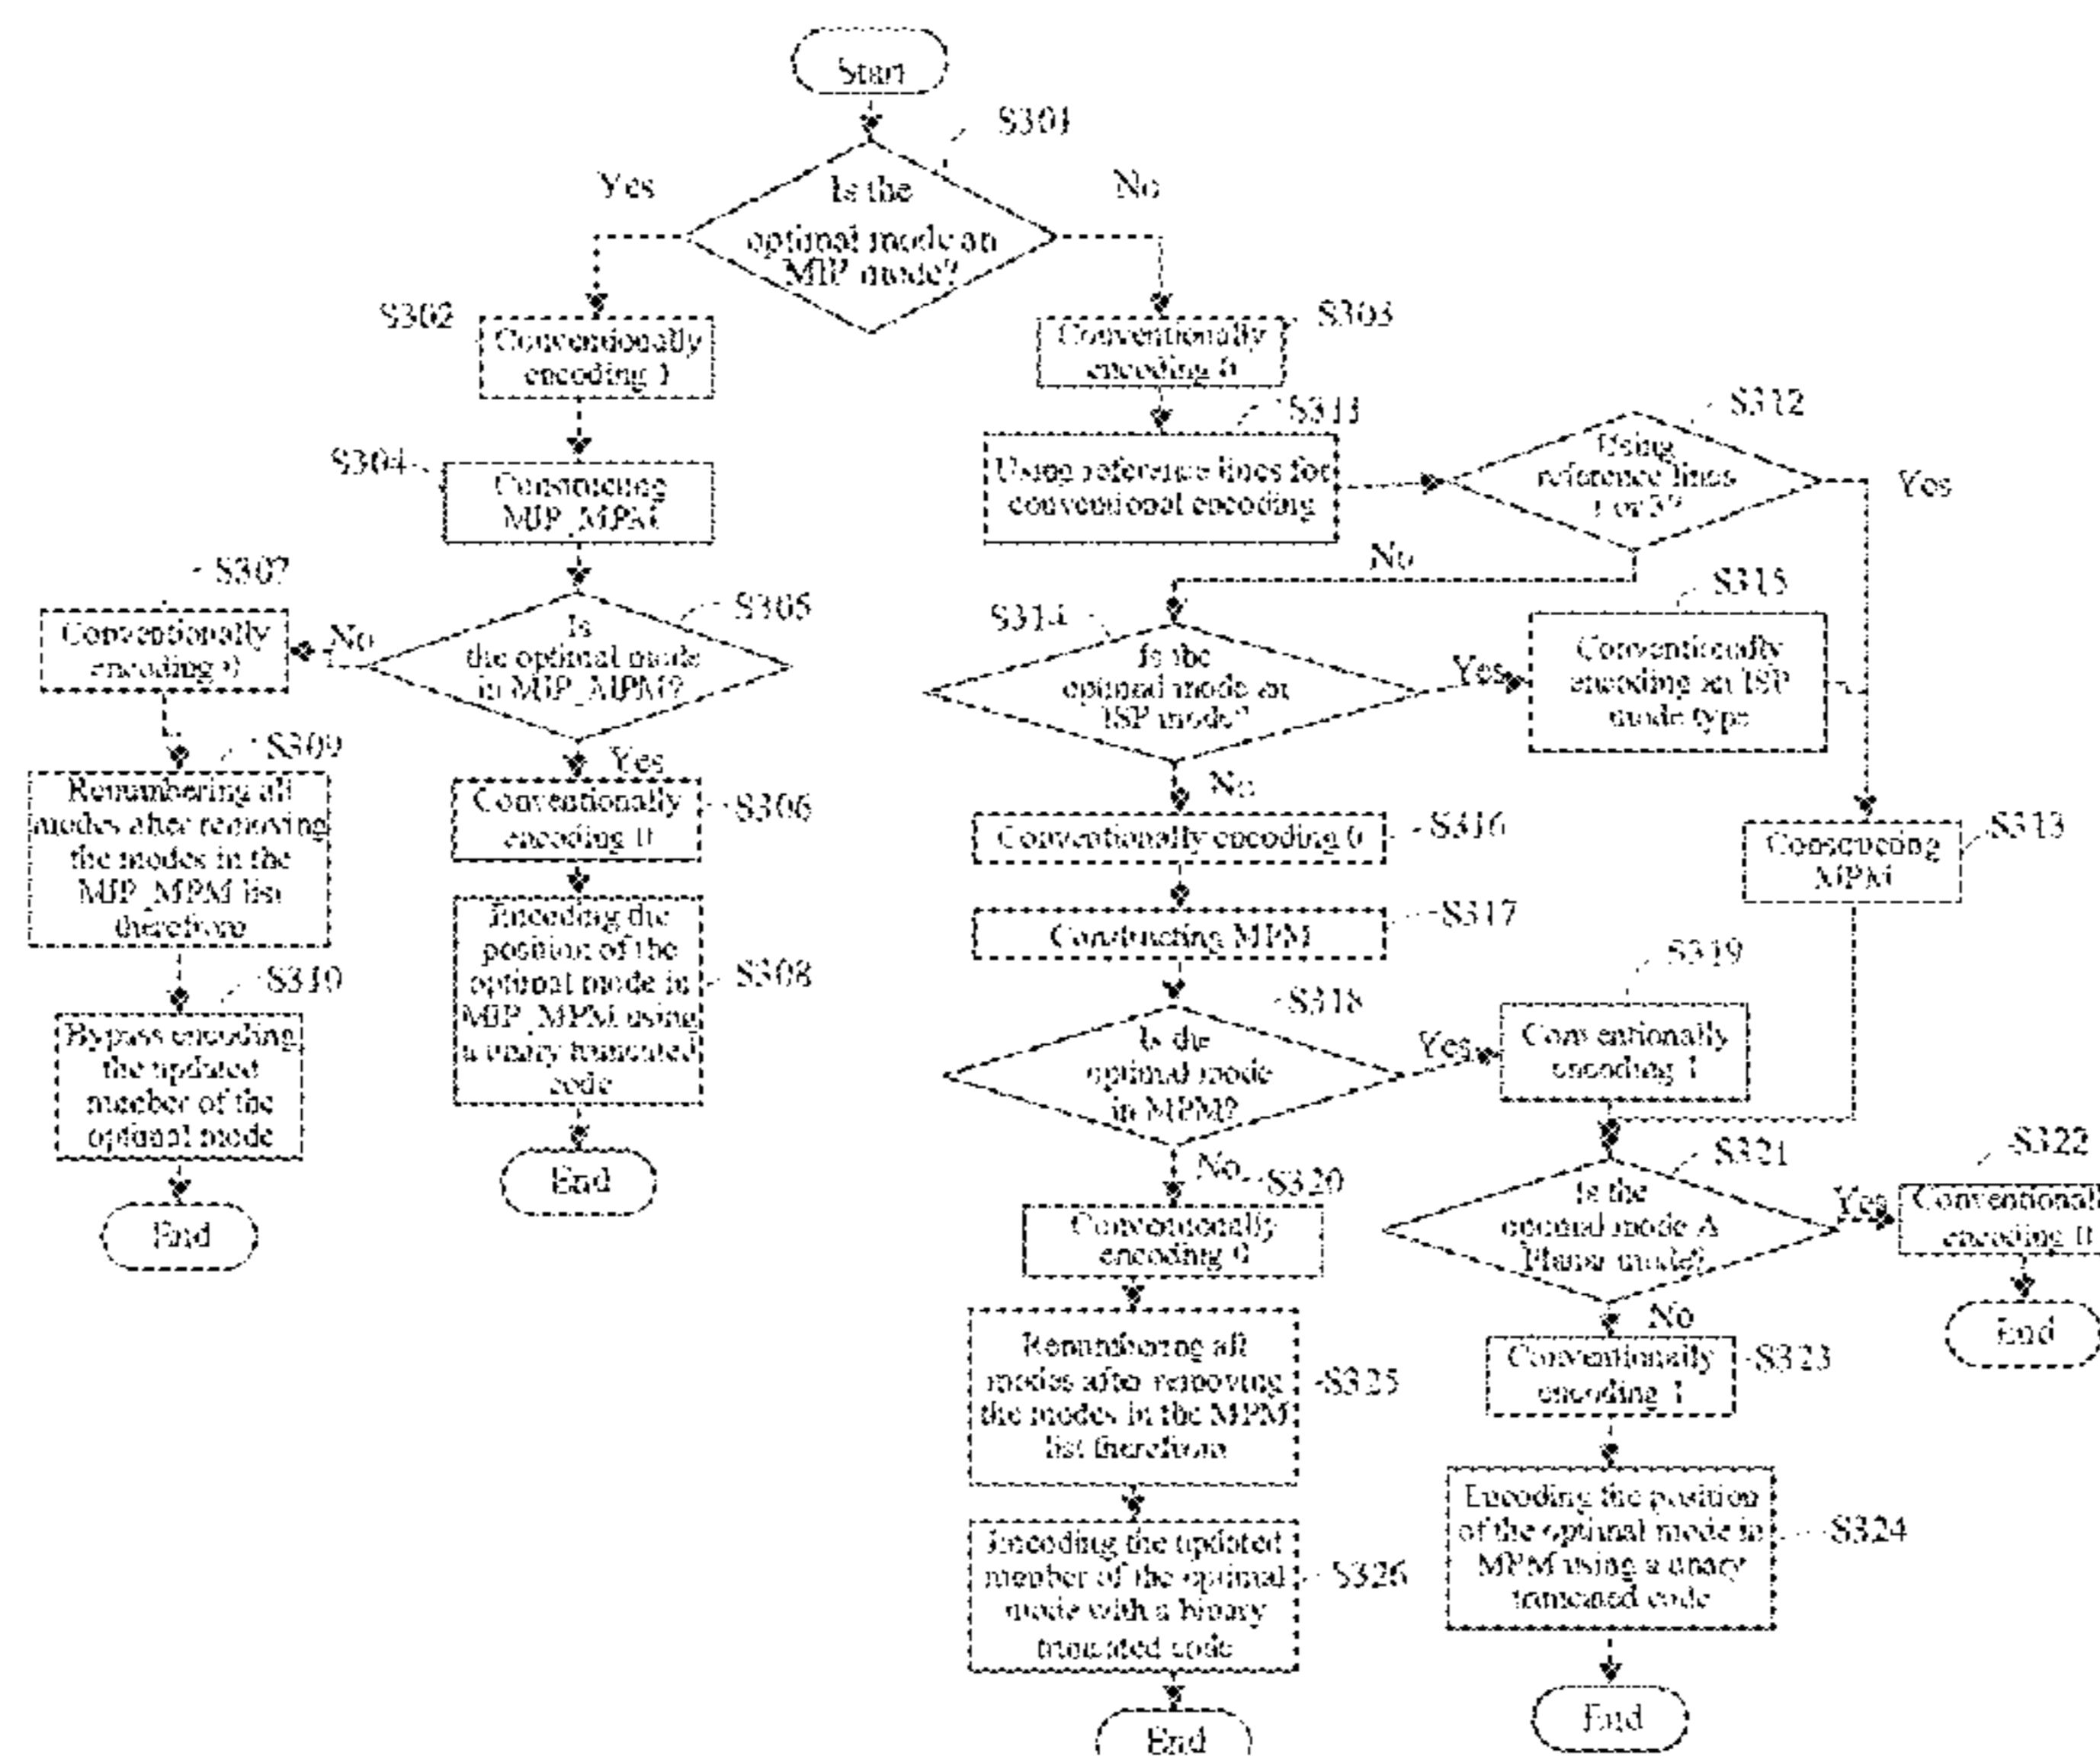 Start
S301
Yes
No
Is the
optimal mode an
MIP mode?
S302
Conventionally
encoding 1
S303
Conventionally
encoding 0
S304
Constructing
MIP_MPM
S311
Using reference lines for
conventional encoding
S312
Using
reference lines
1 or 3?
Yes
No
S307
Conventionally
encoding 0
No
S305
Is
the optimal mode
in MIP_MPM?
Yes
S314
Is the
optimal mode an
ISP mode?
Yes
S315
Conventionally
encoding an ISP
mode type
No
S309
Renumbering all
modes after removing
the modes in the
MIP_MPM list
therefrom
S306
Conventionally
encoding 0
S316
Conventionally encoding 0
S313
Constructing
MPM
S308
Encoding the
position of the
optimal mode in
MIP_MPM using
a unary truncated
code
End
S317
Constructing MPM
S310
Bypass encoding
the updated
number of the
optimal mode
End
S318
Is the
optimal mode
in MPM?
Yes
S319
Conventionally
encoding 1
No
S320
Conventionally
encoding 0
S321
Is the
optimal mode A
Planar mode?
Yes
S322
Conventionall
encoding 0
End
No
S323
Conventionally
encoding 1
S325
Renumbering all
modes after removing
the modes in the MPM
list therefrom
S324
Encoding the position
of the optimal mode in
MPM using a unary
truncated code
End
S326
Encoding the updated
number of the optimal
mode with a binary
truncated code
End